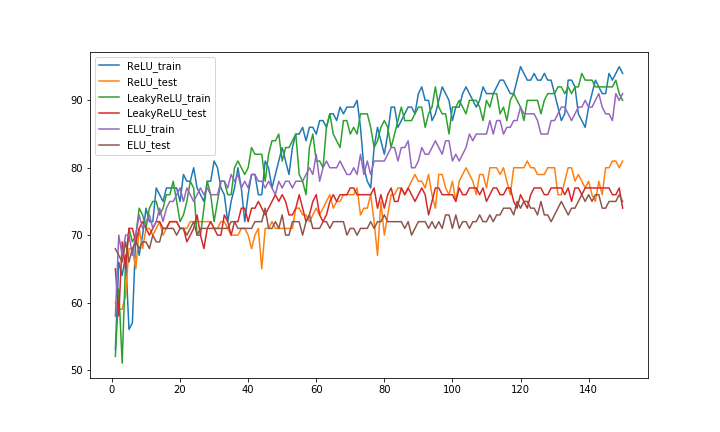 ReLU_train
ReLU_test
LeakyReLU_train
LeakyReLU_test
ELU_train
ELU_test
90
80
70
60
50
0 20 40 60 80 100 120 140